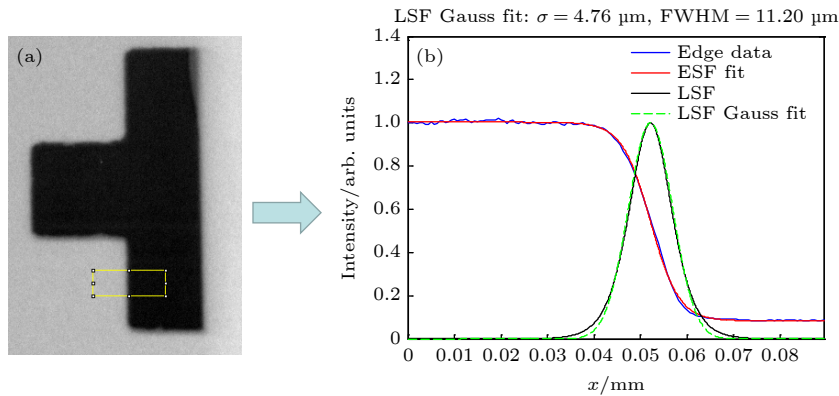 LSF Gauss fit: σ = 4.76 µm, FWHM = 11.20 µm
(a)
(b)
Edge data
ESF fit
LSF
LSF Gauss fit
Intensity/arb. units
1.4
1.2
1.0
0.8
0.6
0.4
0.2
0
0 0.01 0.02 0.03 0.04 0.05 0.06 0.07 0.08
x/mm